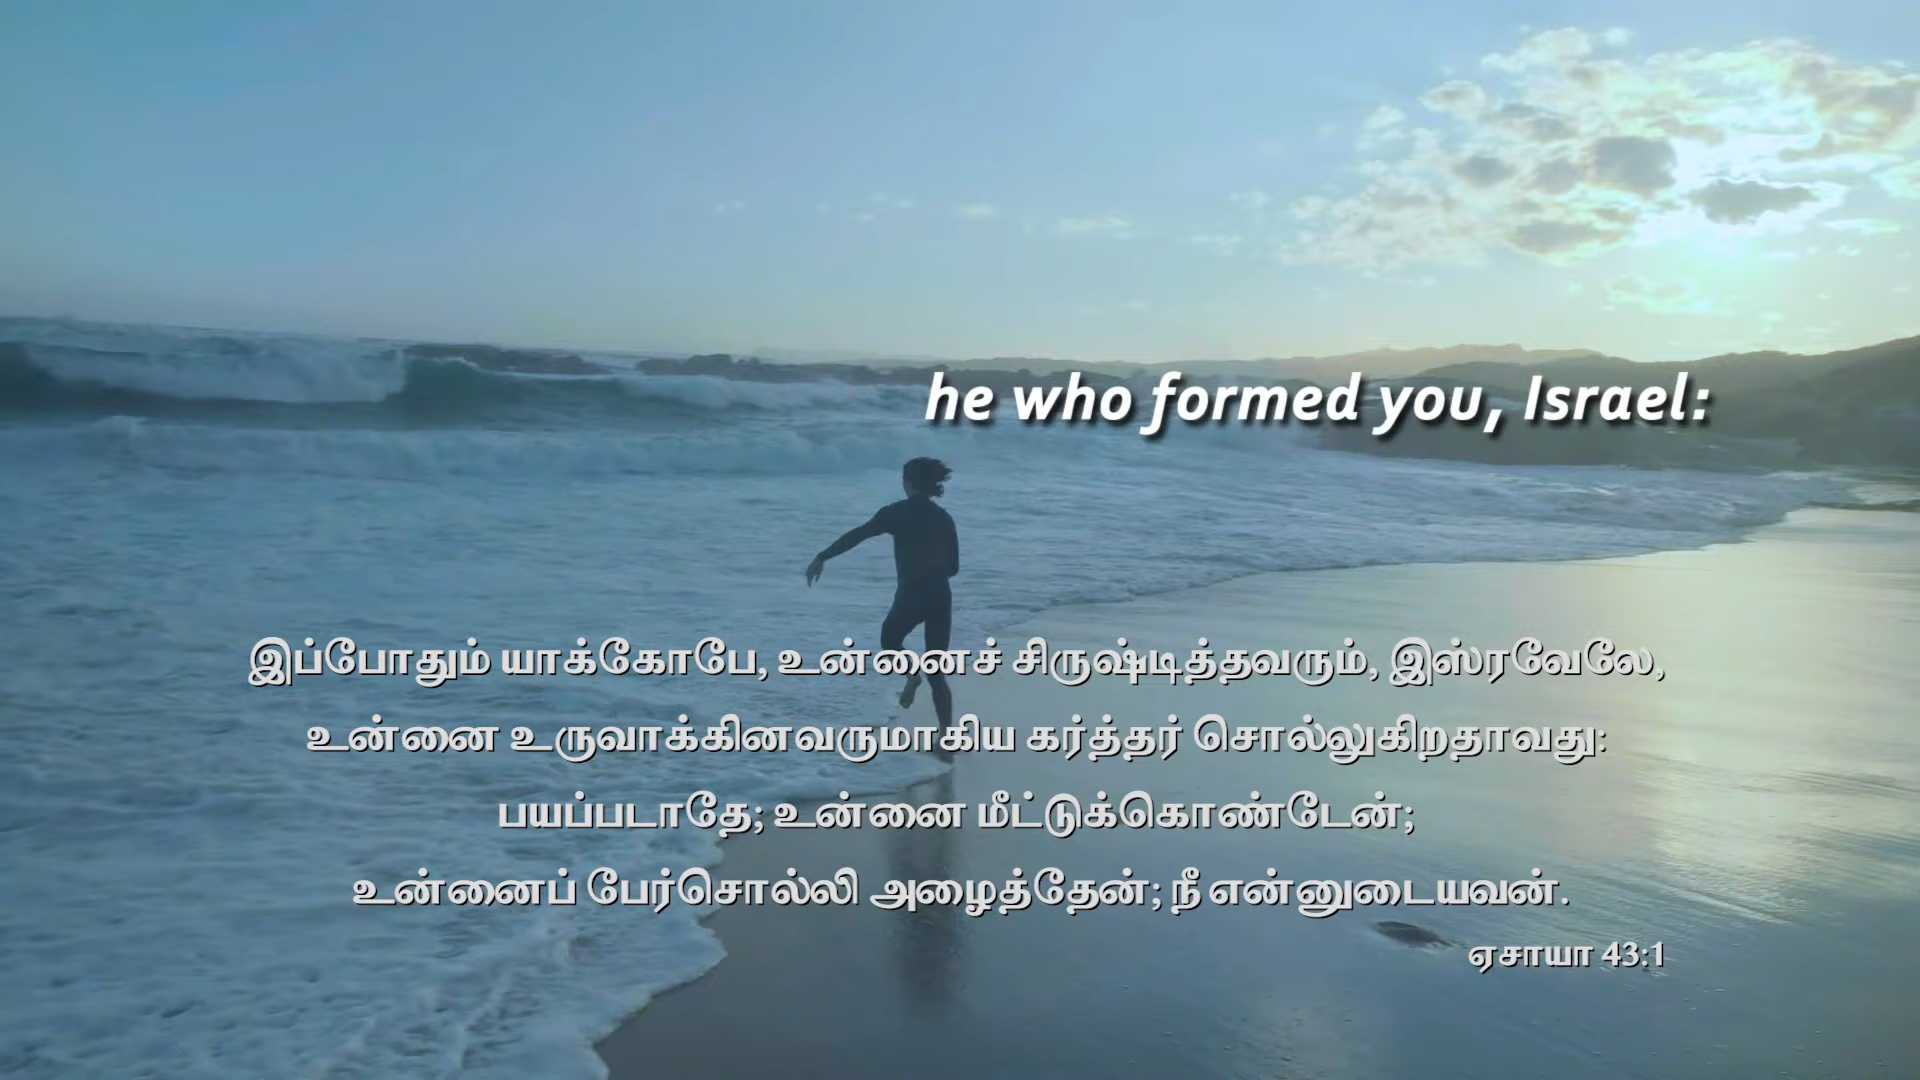 he who formed you, Israel:
இப்போதும் யாக்கோபே, உன்னைச் சிருஷ்டித்தவரும், இஸ்ரவேலே,
உன்னை உருவாக்கினவருமாகிய கர்த்தர் சொல்லுகிறதாவது:
பயப்படாதே; உன்னை மீட்டுக்கொண்டேன்;
உன்னைப் பேர்சொல்லி அழைத்தேன்; நீ என்னுடையவன்.
ஏசாயா 43:1